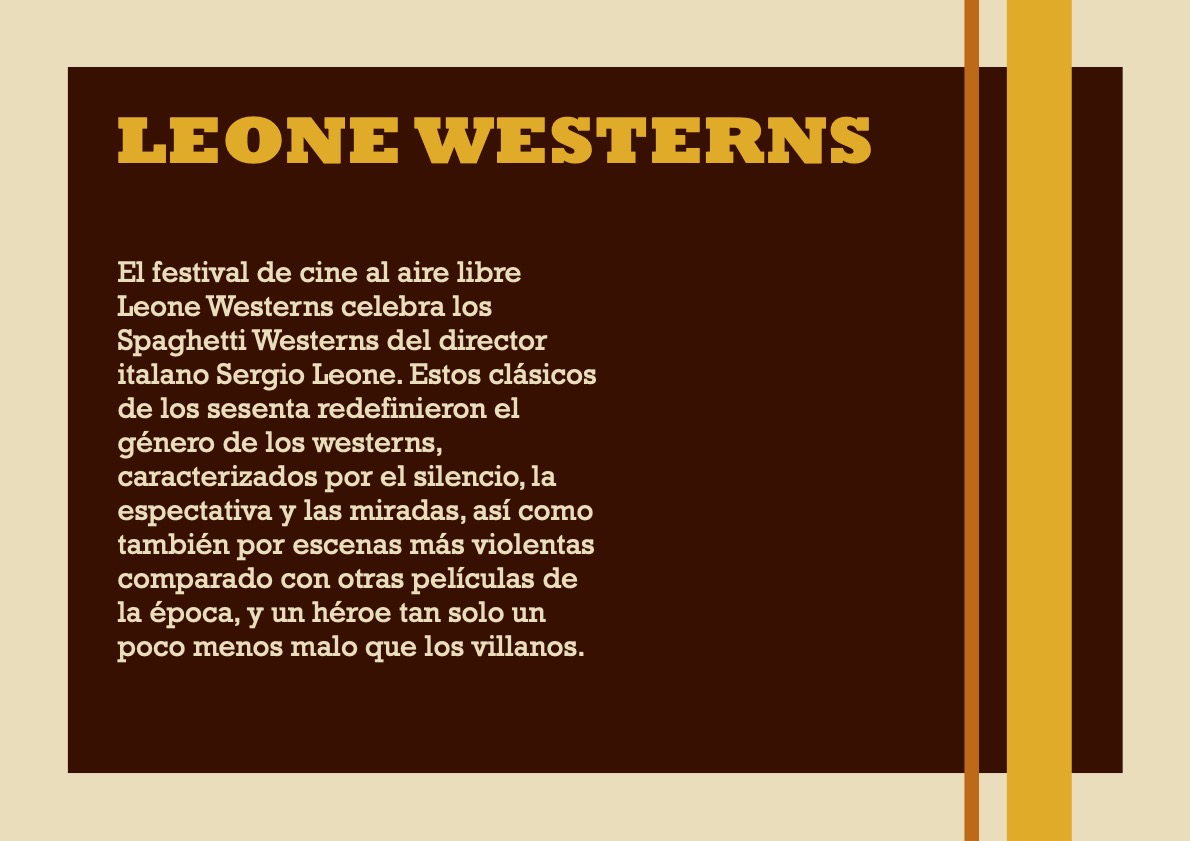 LEONE WESTERNS
El festival de cine al aire libre
Leone Westerns celebra los
Spaghetti Westerns del director
italano Sergio Leone. Estos clásicos
de los sesenta redefinieron el
género de los westerns,
caracterizados por el silencio, la
espectativa y las miradas, así como
también por escenas más violentas
comparado con otras películas de
la época, y un héroe tan solo un
poco menos malo que los villanos.